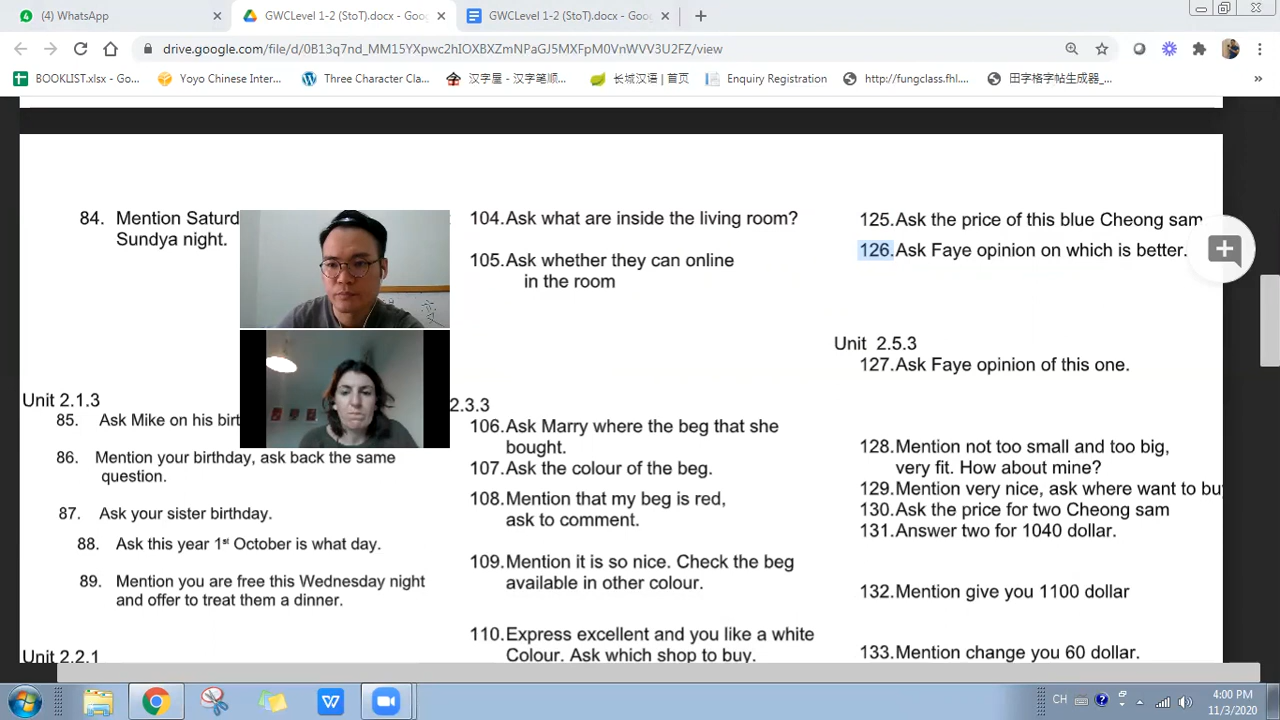 (4) WhatsApp
GWCLevel 1-2 (StoT).docx - Goo
GWCLevel 1-2 (StoT).docx - Goo
drive.google.com/file/d/0B13q7nd_MM15YXpwc2hIOXBXZmNPaGJ5MXFpM0VnWVV3U2FZ/view
BOOKLIST.xlsx - Go...
Yoyo Chinese Inter...
Three Character Cla...
汉字屋 - 汉字笔顺...
长城汉语 | 首页
Enquiry Registration
http://fungclass.fhl...
田字格字帖生成器_...
»
84. Mention Saturd
Sundya night.
变
Unit 2.1.3
85. Ask Mike on his birt
86. Mention your birthday, ask back the same
question.
87. Ask your sister birthday.
88. Ask this year 1st October is what day.
89. Mention you are free this Wednesday night
and offer to treat them a dinner.
Unit 2.2.1
104.Ask what are inside the living room?
105.Ask whether they can online
in the room
2.3.3
106.Ask Marry where the beg that she
bought.
107.Ask the colour of the beg.
108.Mention that my beg is red,
ask to comment.
109.Mention it is so nice. Check the beg
available in other colour.
110.Express excellent and you like a white
Colour. Ask which shop to buy.
125.Ask the price of this blue Cheong sam
126.Ask Faye opinion on which is better.
Unit 2.5.3
127.Ask Faye opinion of this one.
128.Mention not too small and too big,
very fit. How about mine?
129.Mention very nice, ask where want to buy
130.Ask the price for two Cheong sam
131.Answer two for 1040 dollar.
132.Mention give you 1100 dollar
133.Mention change you 60 dollar.
CH
4:00 PM
11/3/2020